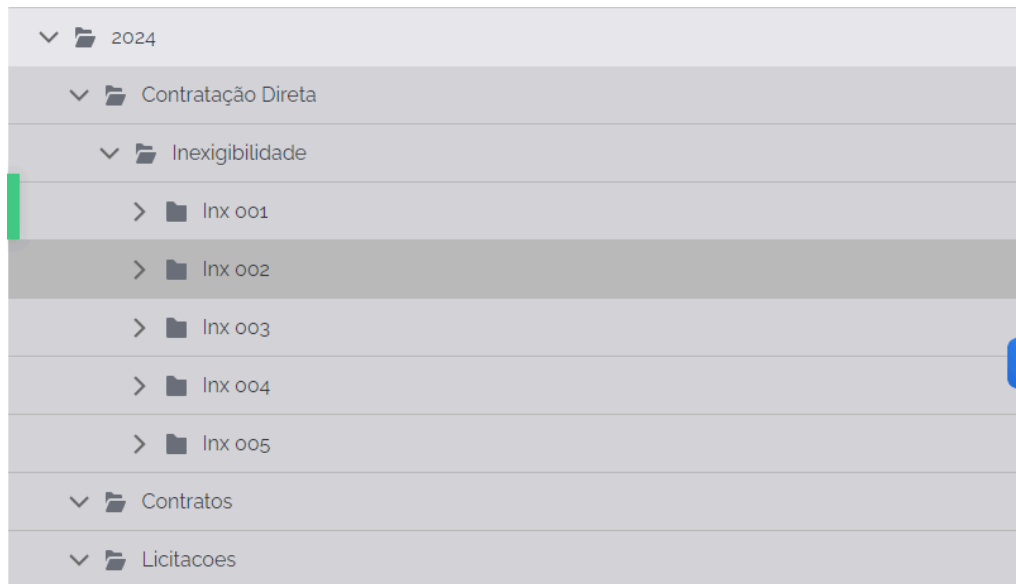 2024
Contratação Direta
Inexigibilidade
Inx 001
Inx 002
Inx 003
Inx 004
Inx 005
Contratos
Licitacoes